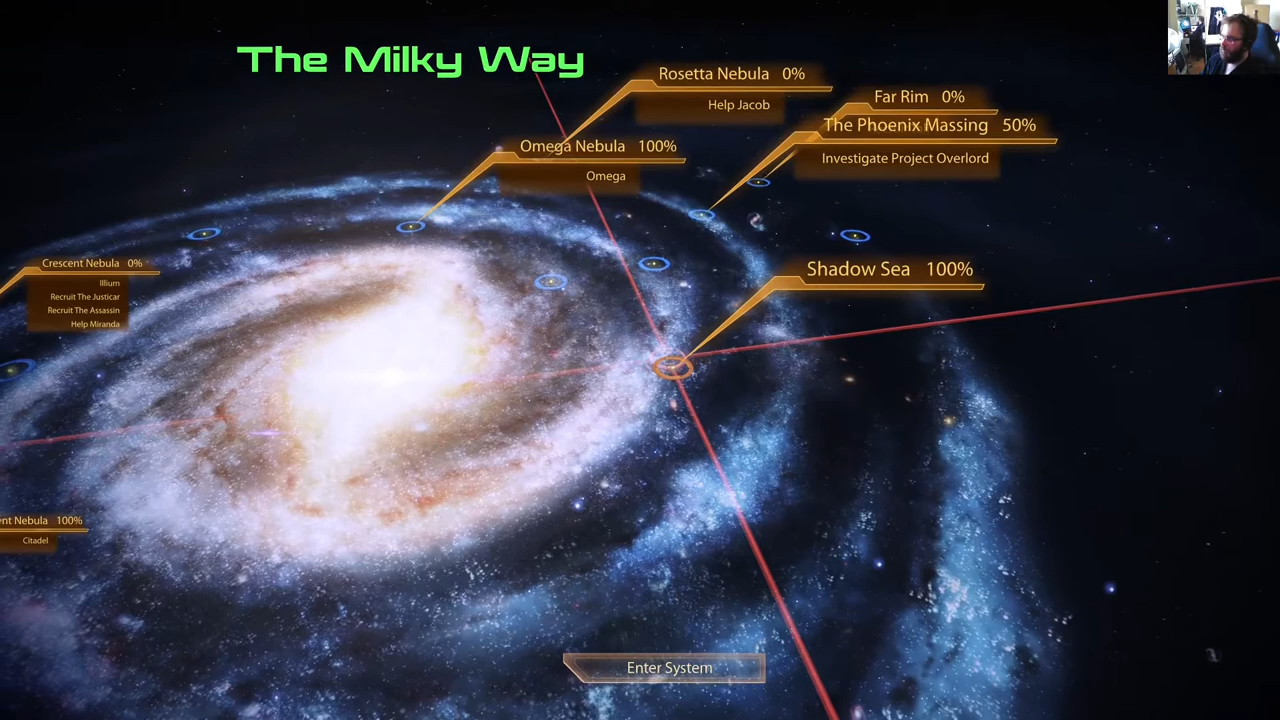 The Milky Way
Rosetta Nebula 0%
Help Jacob
Far Rim 0%
The Phoenix Massing 50%
Investigate Project Overlord
Omega Nebula 100%
Omega
Crescent Nebula 0%
Illium
Recruit The Justicar
Recruit The Assassin
Help Miranda
Shadow Sea 100%
Nebula 100%
Citadel
Enter System